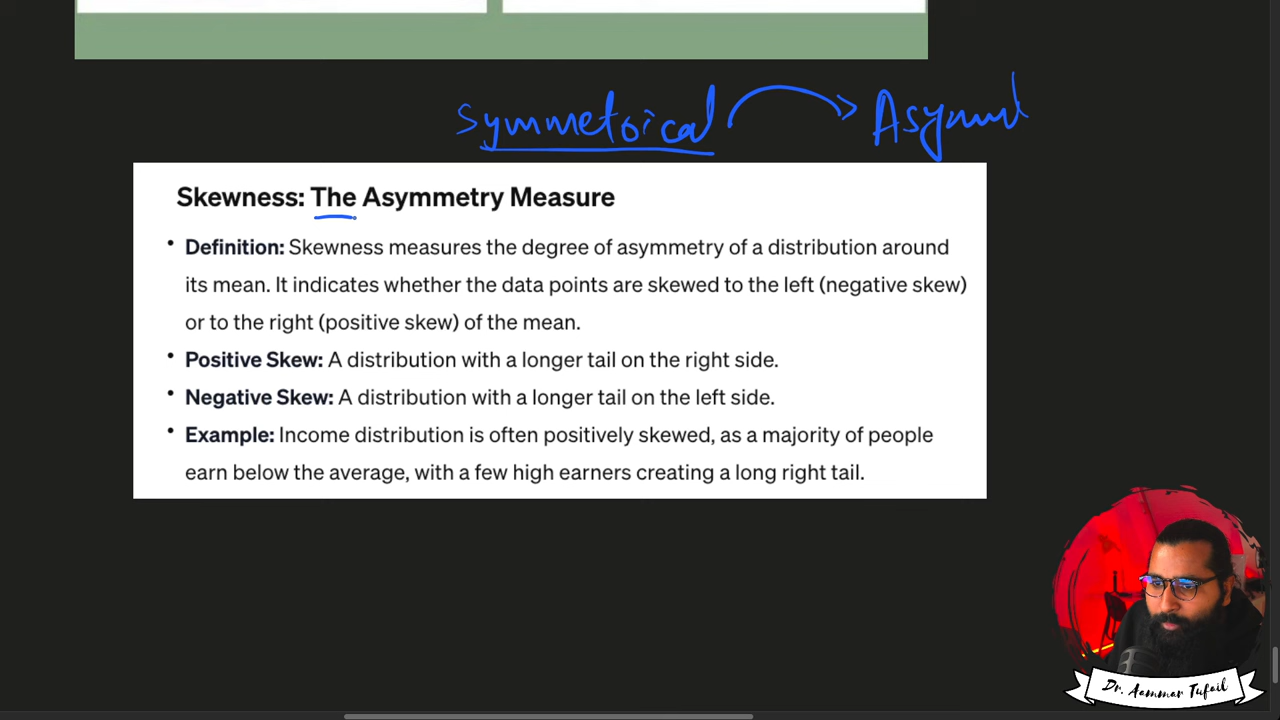 Symmetrical
Skewness: The Asymmetry Measure
• Definition: Skewness measures the degree of asymmetry of a distribution around
its mean. It indicates whether the data points are skewed to the left (negative skew)
or to the right (positive skew) of the mean.
• Positive Skew: A distribution with a longer tail on the right side.
• Negative Skew: A distribution with a longer tail on the left side.
• Example: Income distribution is often positively skewed, as a majority of people
earn below the average, with a few high earners creating a long right tail.
Dr. Aammar Tufail